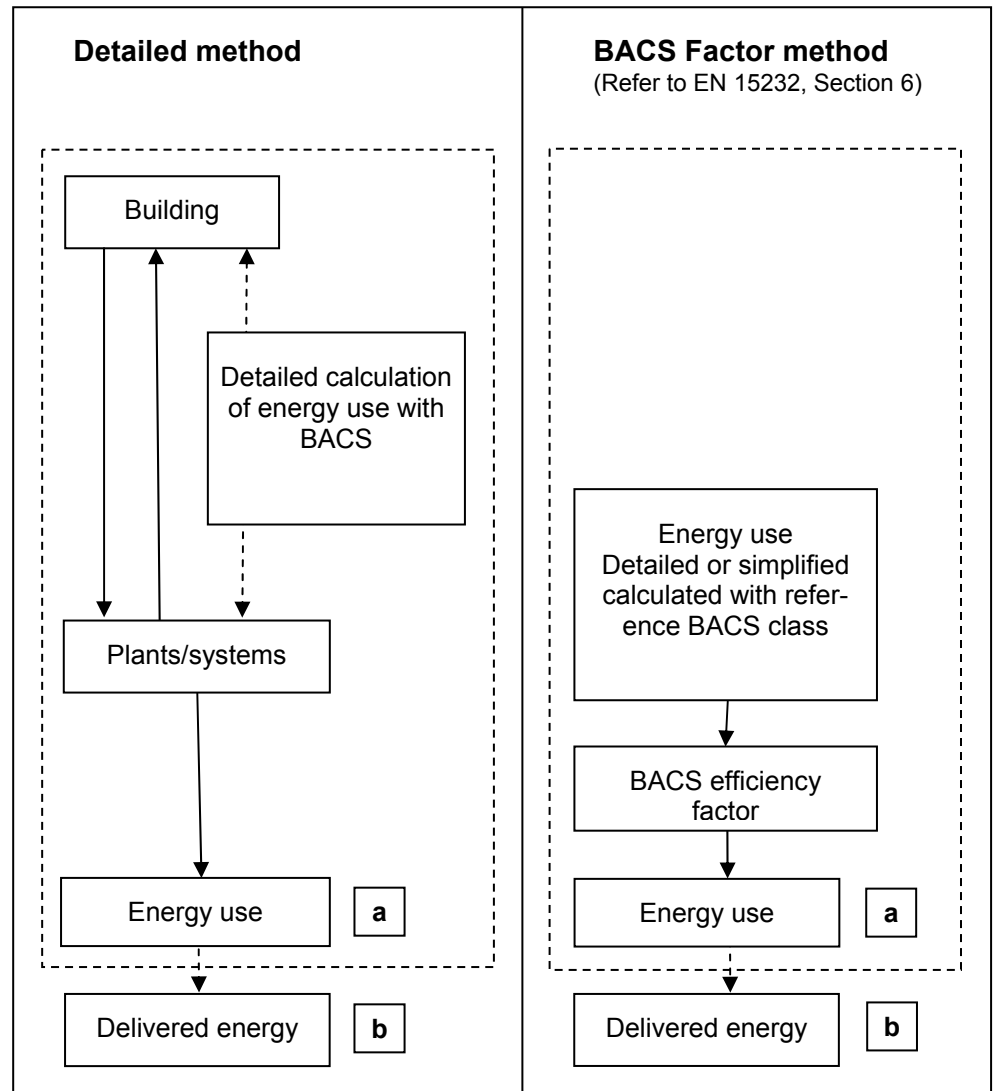 Detailed method
Building
Detailed calculation
of energy use with
BACS
Plants/systems
Energy use
a
Delivered energy
b
BACS Factor method
(Refer to EN 15232, Section 6)
Energy use
Detailed or simplified
calculated with refer-
ence BACS class
BACS efficiency
factor
Energy use
a
Delivered energy
b